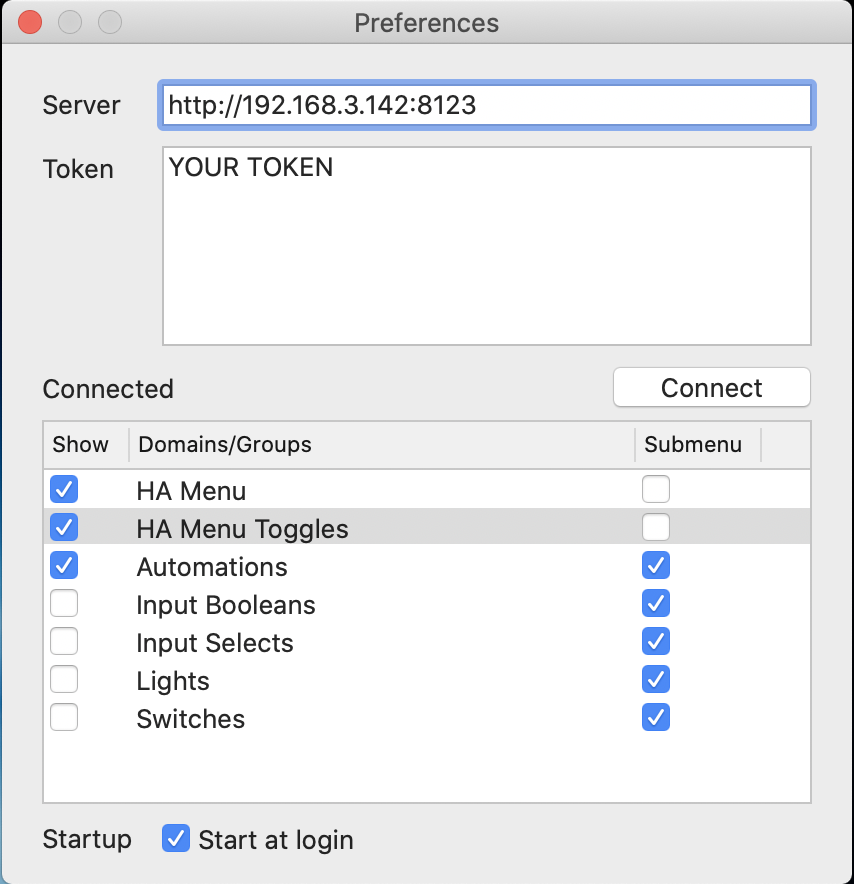 Preferences
Server http://192.168.3.142:8123
Token YOUR TOKEN
Connected Connect
Show Domains/Groups Submenu
HA Menu
HA Menu Toggles
Automations
Input Booleans
Input Selects
Lights
Switches
Startup Start at login